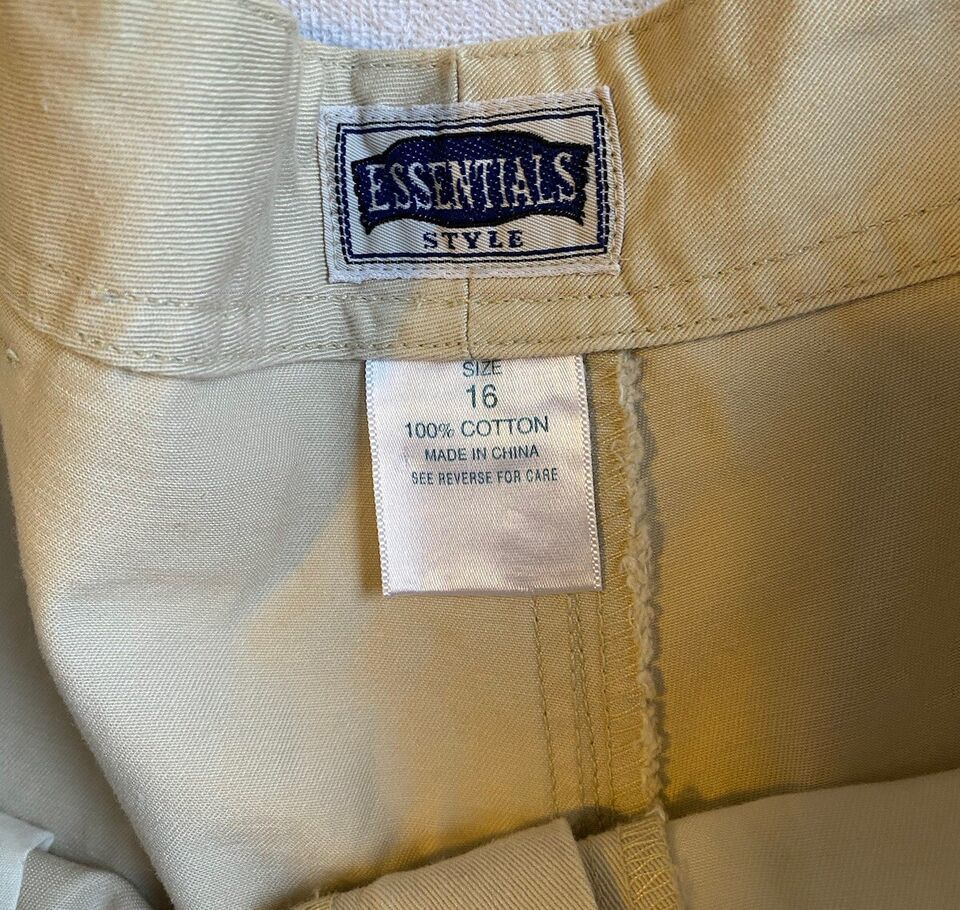 ESSENTIALS
STYLE
SIZE
16
100% COTTON
MADE IN CHINA
SEE REVERSE FOR CARE